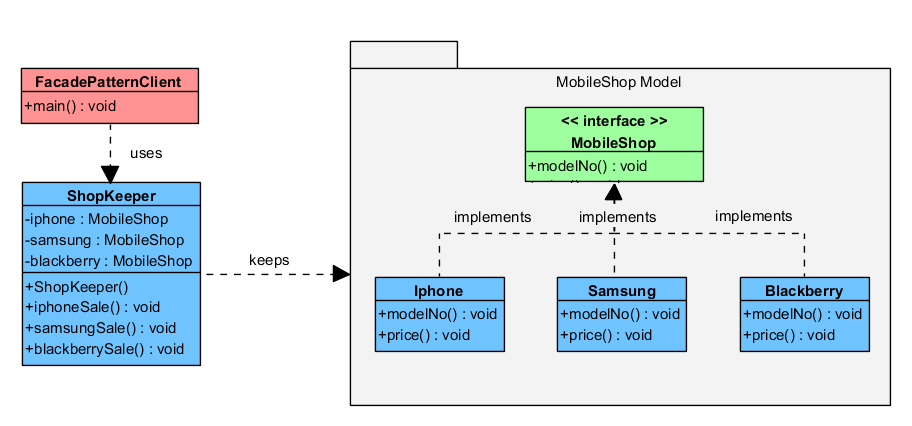 FacadePatternClient
+main() : void
uses
ShopKeeper
-iphone : MobileShop
-samsung : MobileShop
-blackberry : MobileShop
+ShopKeeper()
+iphoneSale() : void
+samsungSale() : void
+blackberrySale() : void
keeps
MobileShop Model
<< interface >>
MobileShop
+modelNo() : void
implements
implements
implements
Iphone
+modelNo() : void
+price() : void
Samsung
+modelNo() : void
+price() : void
Blackberry
+modelNo() : void
+price() : void